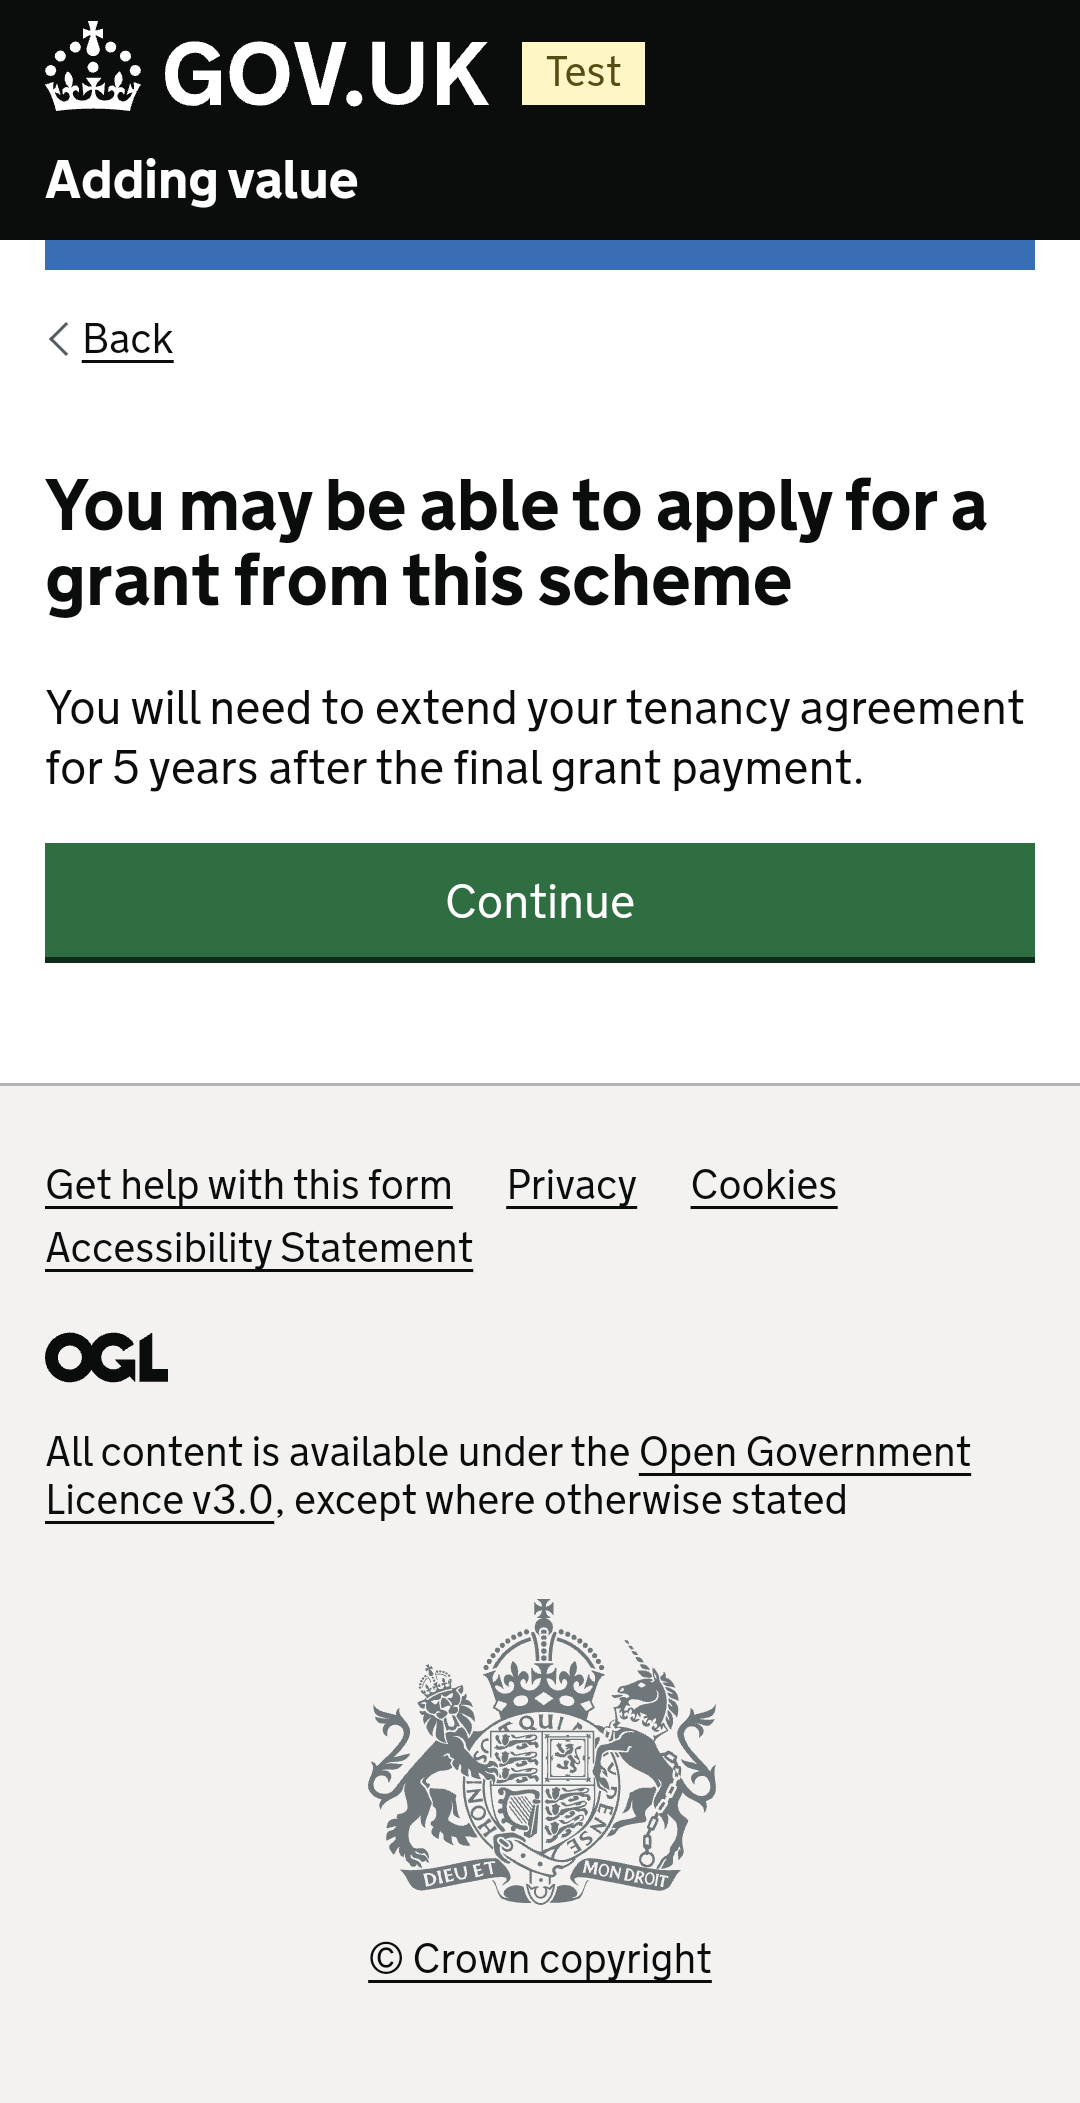 GOV.UK Test
Adding value
Back
You may be able to apply for a
grant from this scheme
You will need to extend your tenancy agreement
for 5 years after the final grant payment.
Continue
Get help with this form Privacy Cookies
Accessibility Statement
OGL
All content is available under the Open Government
Licence v3.0, except where otherwise stated
QUI
HONI
PENSE
DIEU ET MON DROIT
© Crown copyright